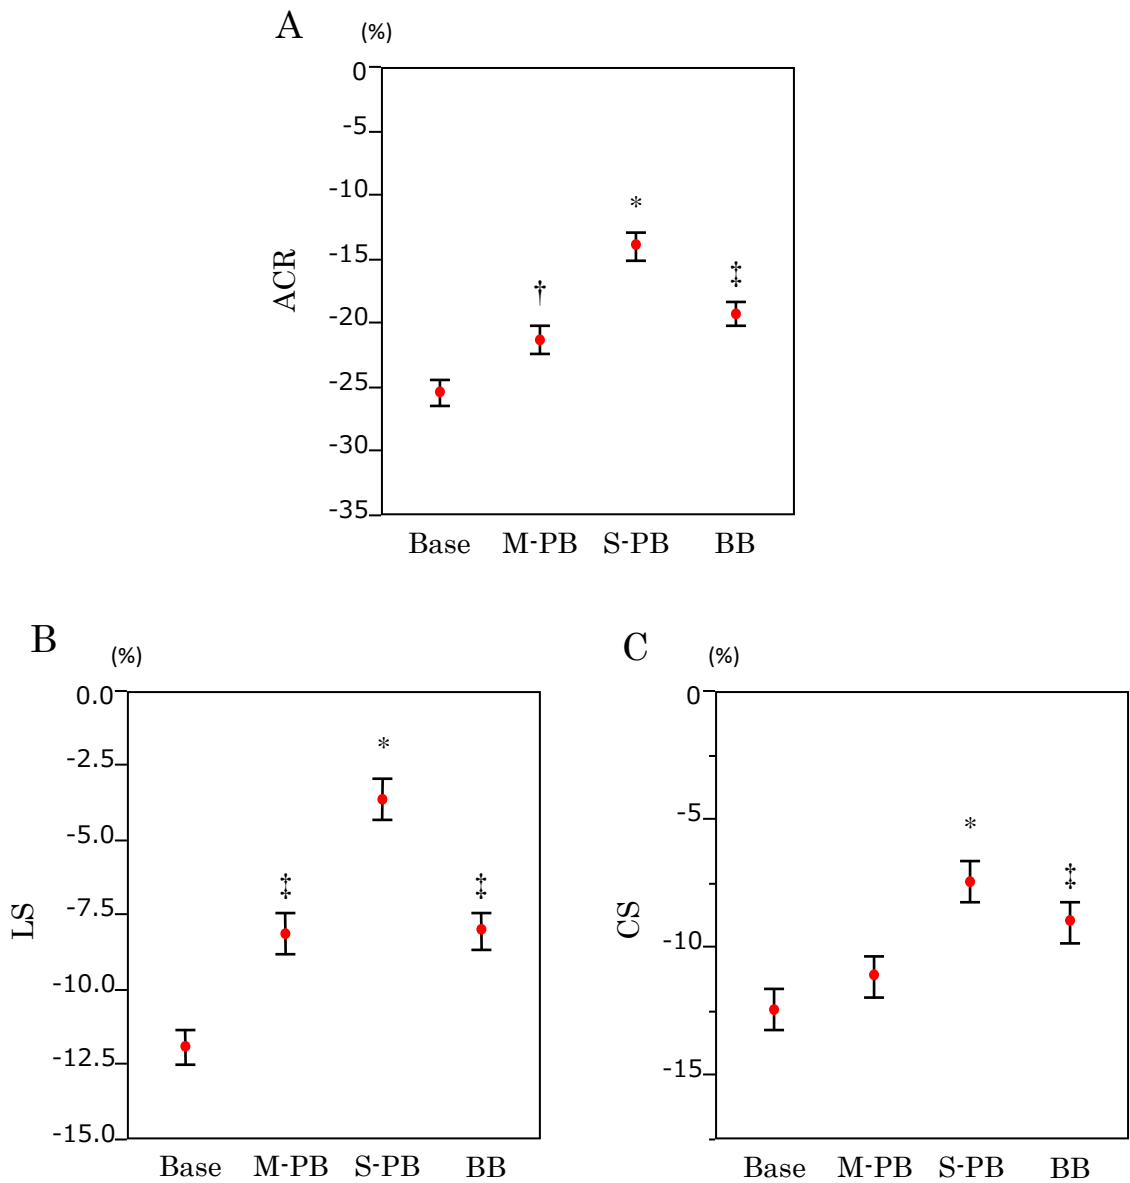 A (%)
0
-5
-10
-15
-20
-25
-30
-35
ACR
*
‡
†
Base M-PB S-PB BB
B (%)
0.0
-2.5
-5.0
-7.5
-10.0
-12.5
-15.0
LS
*
‡ ‡
Base M-PB S-PB BB
C (%)
0
-5
-10
-15
CS
*
‡
Base M-PB S-PB BB